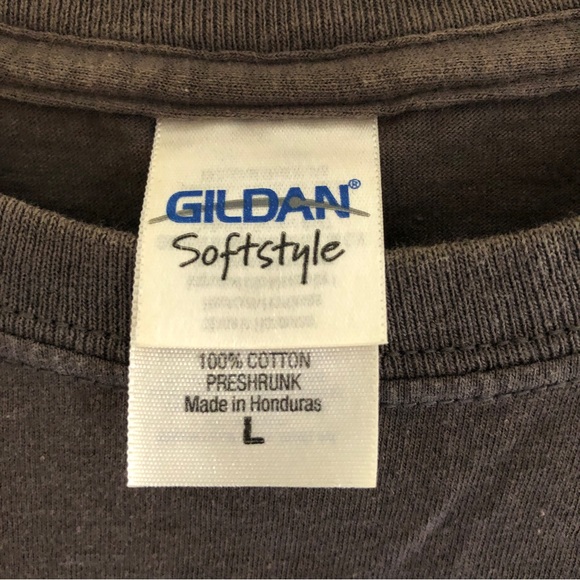 GILDAN®
Softstyle
100% COTTON
PRESHRUNK
Made in Honduras
L